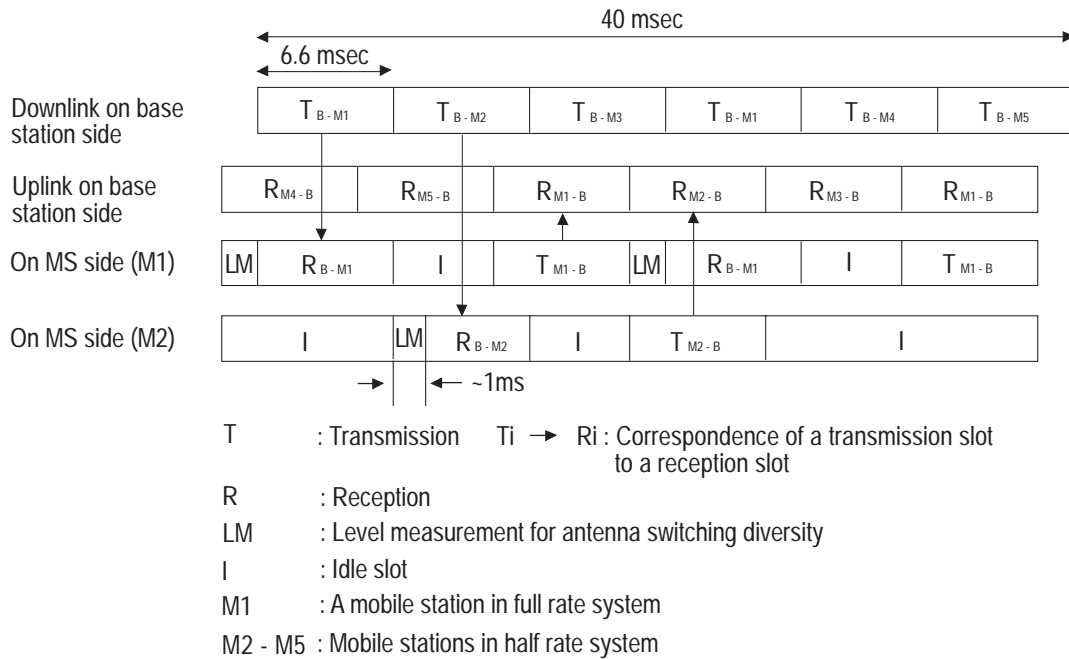 40 msec
6.6 msec
Downlink on base station side
T B - M1 T B - M2 T B - M3 T B - M1 T B - M4 T B - M5
Uplink on base station side
R M4 - B R M5 - B R M1 - B R M2 - B R M3 - B R M1 - B
On MS side (M1)
LM R B - M1 I T M1 - B LM R B - M1 I T M1 - B
On MS side (M2)
I LM R B - M2 I T M2 - B I
~1ms
T : Transmission Ti → Ri : Correspondence of a transmission slot
to a reception slot
R : Reception
LM : Level measurement for antenna switching diversity
I : Idle slot
M1 : A mobile station in full rate system
M2 - M5 : Mobile stations in half rate system